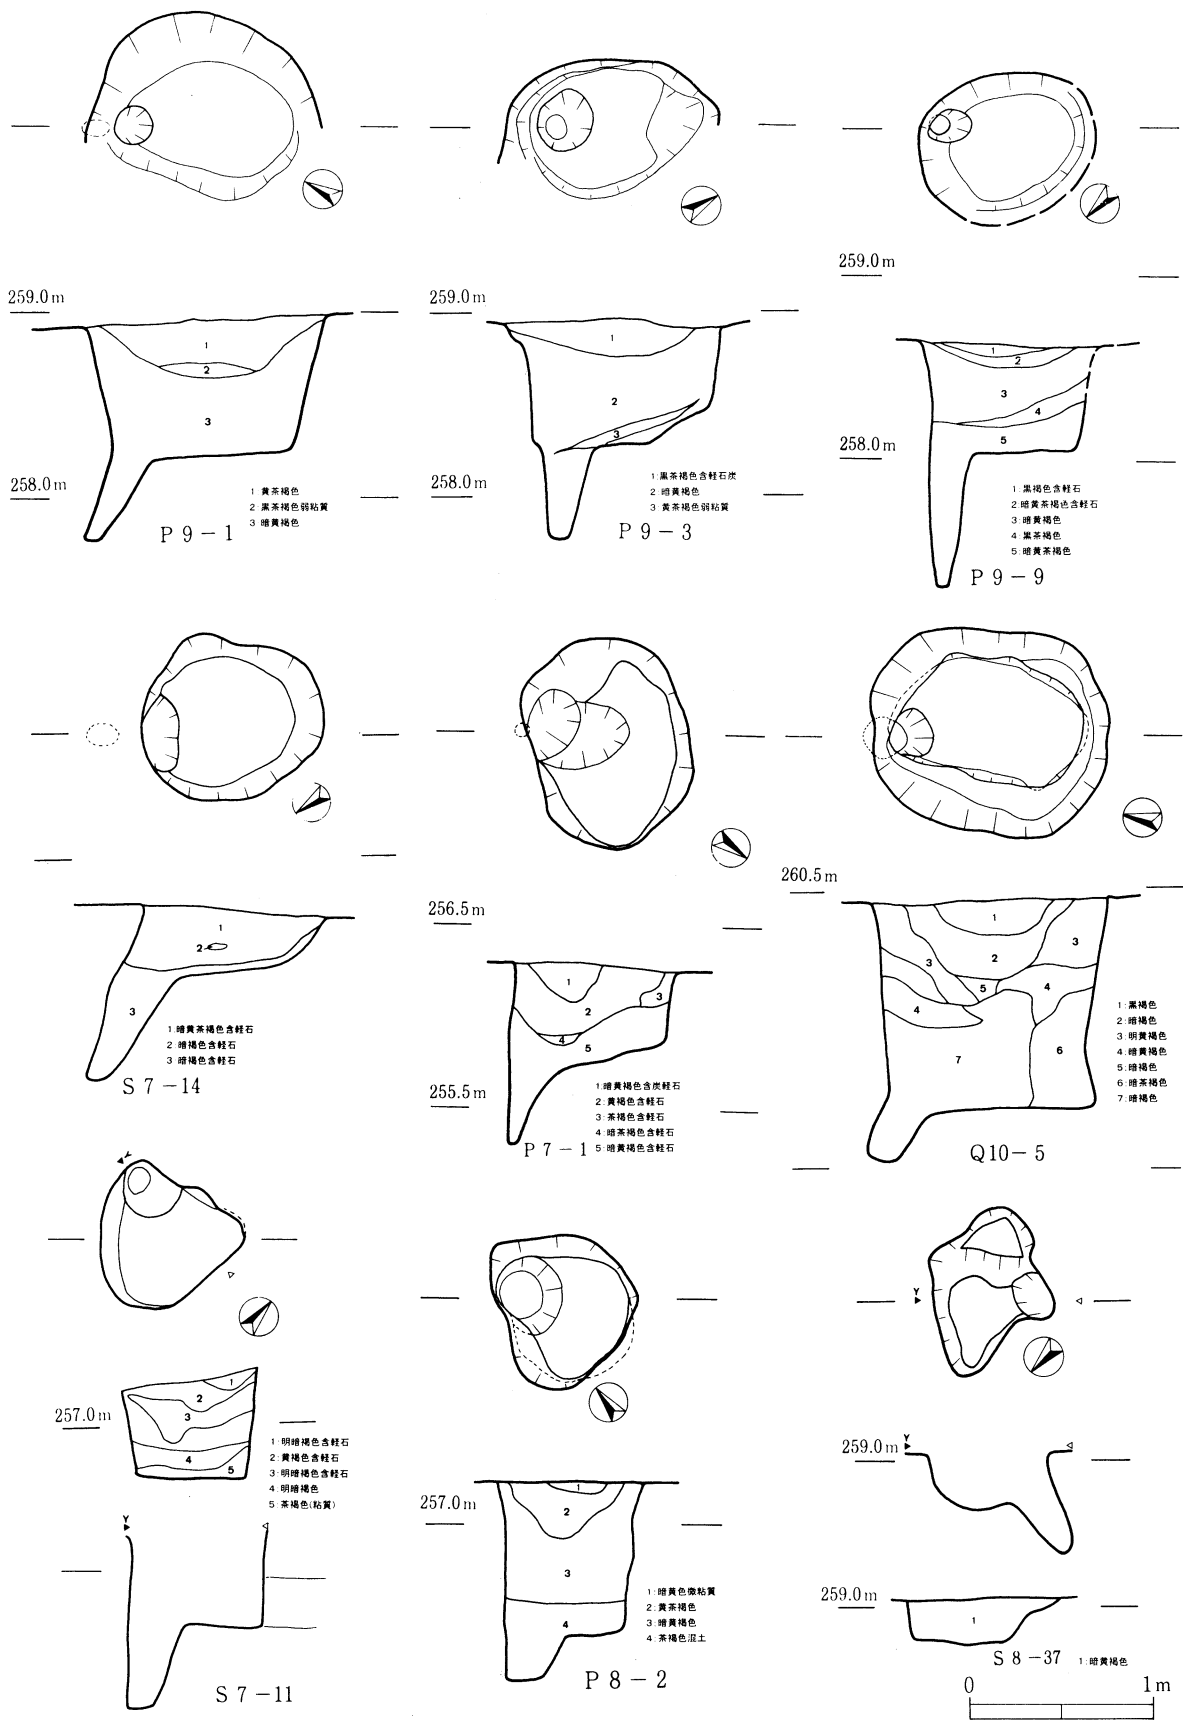 259.0m
1 黄茶褐色
2 黒茶褐色弱粘質
3 暗黄褐色
258.0m
P 9-1
1
2
3
259.0m
1:黒茶褐色含軽石炭
2 暗黄褐色
3:黄茶褐色弱粘質
258.0m
P 9-3
1
2
3
259.0m
258.0m
1:黒褐色含軽石
2:暗黄茶褐色含軽石
3:暗黄褐色
4:黒茶褐色
5:暗黄茶褐色
P 9-9
1
2
3
4
5
1
2
3
1.暗黄茶褐色含軽石
2 暗褐色含軽石
3 暗褐色含軽石
S 7-14
256.5m
1
2
3
4
5
255.5m
1:暗黄褐色含炭軽石
2:黄褐色含軽石
3:茶褐色含軽石
4:暗茶褐色含軽石
5:暗黄褐色含軽石
P 7-1
260.5m
1
2
3
3
4
4
5
6
7
1:黒褐色
2:暗褐色
3:明黄褐色
4:暗黄褐色
5:暗褐色
6:暗茶褐色
7:暗褐色
Q10-5
Y
257.0m
1
2
3
4
5
1:明暗褐色含軽石
2:黄褐色含軽石
3:明暗褐色含軽石
4:明暗褐色
5:茶褐色(粘質)
Y
S 7-11
257.0m
1
2
3
4
1:暗黄色微粘質
2:黄茶褐色
3:暗黄褐色
4:茶褐色混土
P 8-2
Y
Y
259.0m
259.0m
1
S 8-37
1:暗黄褐色
0
1m